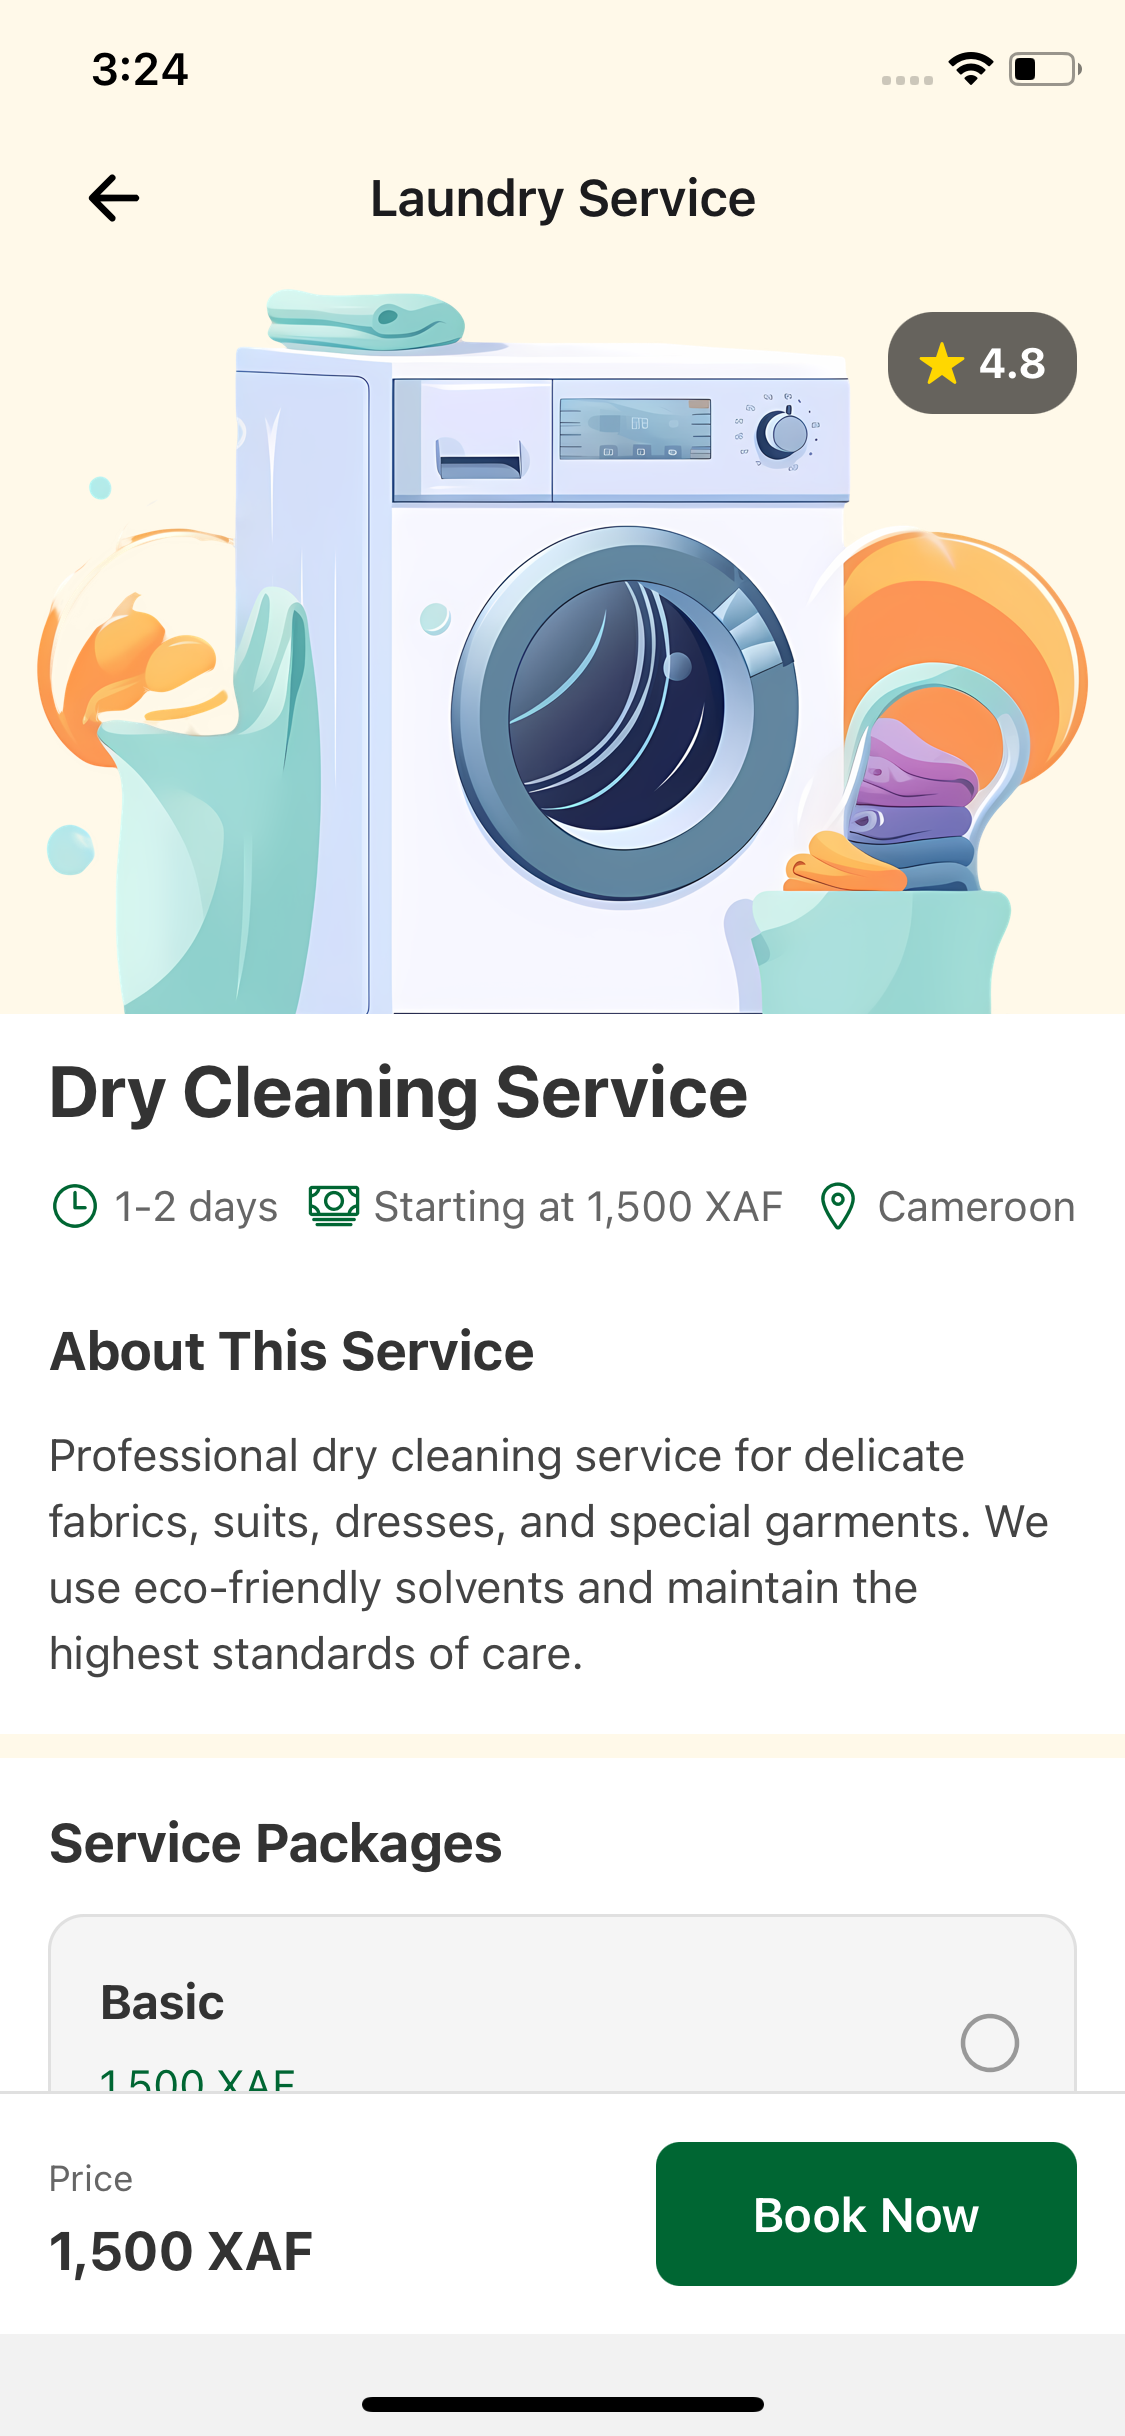 3:24
Laundry Service
4.8
Dry Cleaning Service
1-2 days Starting at 1,500 XAF Cameroon
About This Service
Professional dry cleaning service for delicate
fabrics, suits, dresses, and special garments. We
use eco-friendly solvents and maintain the
highest standards of care.
Service Packages
Basic
1,500 XAF
Price
1,500 XAF
Book Now